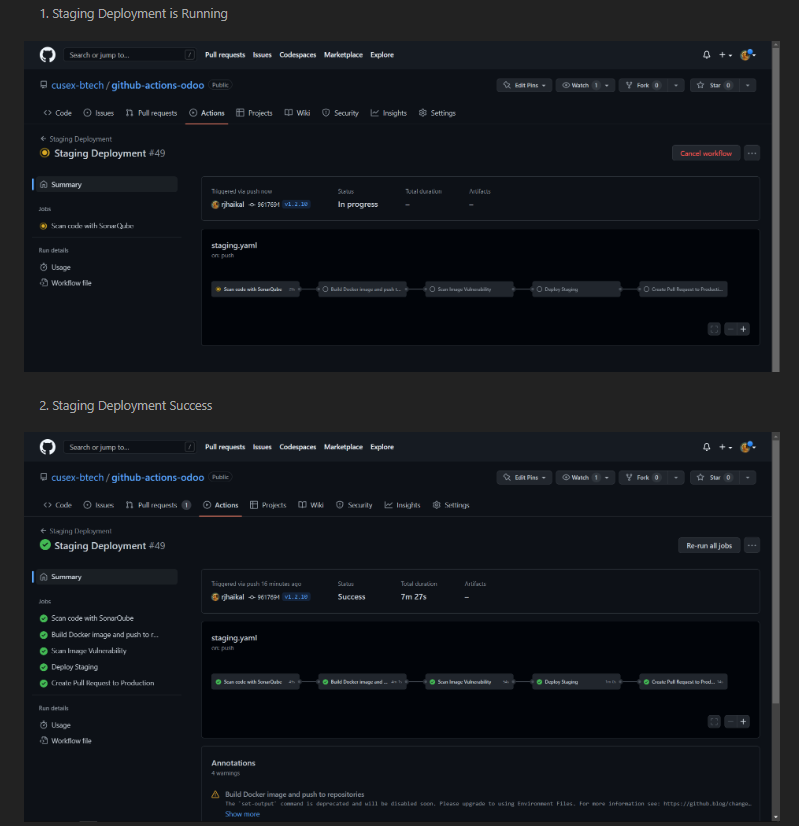 1. Staging Deployment is Running
Search or jump to... /
Pull requests Issues Codespaces Marketplace Explore
cusex-btech / github-actions-odoo Public
Edit Pins Watch 1 Fork 0 Star 0
Code Issues Pull requests Actions Projects Wiki Security Insights Settings
Staging Deployment
Staging Deployment #49
Cancel workflow
Summary
Jobs
Scan code with SonarQube
Run details
Usage
Workflow file
Triggered via push now Status Total duration Artifacts
rjhaikal 9617694 v1.2.10 In progress – –
staging.yaml
on: push
Scan code with SonarQube Build Docker image and push t... Scan Image Vulnerability Deploy Staging Create Pull Request to Producti...
2. Staging Deployment Success
Search or jump to... /
Pull requests Issues Codespaces Marketplace Explore
cusex-btech / github-actions-odoo Public
Edit Pins Watch 1 Fork 0 Star 0
Code Issues Pull requests 1 Actions Projects Wiki Security Insights Settings
Staging Deployment
Staging Deployment #49
Re-run all jobs
Summary
Jobs
Scan code with SonarQube
Build Docker image and push to r...
Scan Image Vulnerability
Deploy Staging
Create Pull Request to Production
Run details
Usage
Workflow file
Triggered via push 16 minutes ago Status Total duration Artifacts
rjhaikal 9617694 v1.2.10 Success 7m 27s –
staging.yaml
on: push
Scan code with SonarQube Build Docker image and ... Scan Image Vulnerability Deploy Staging Create Pull Request to Prod...
Annotations
4 warnings
Build Docker image and push to repositories
The `set-output` command is deprecated and will be disabled soon. Please upgrade to using Environment Files. For more information see: https://github.blog/change…
Show more